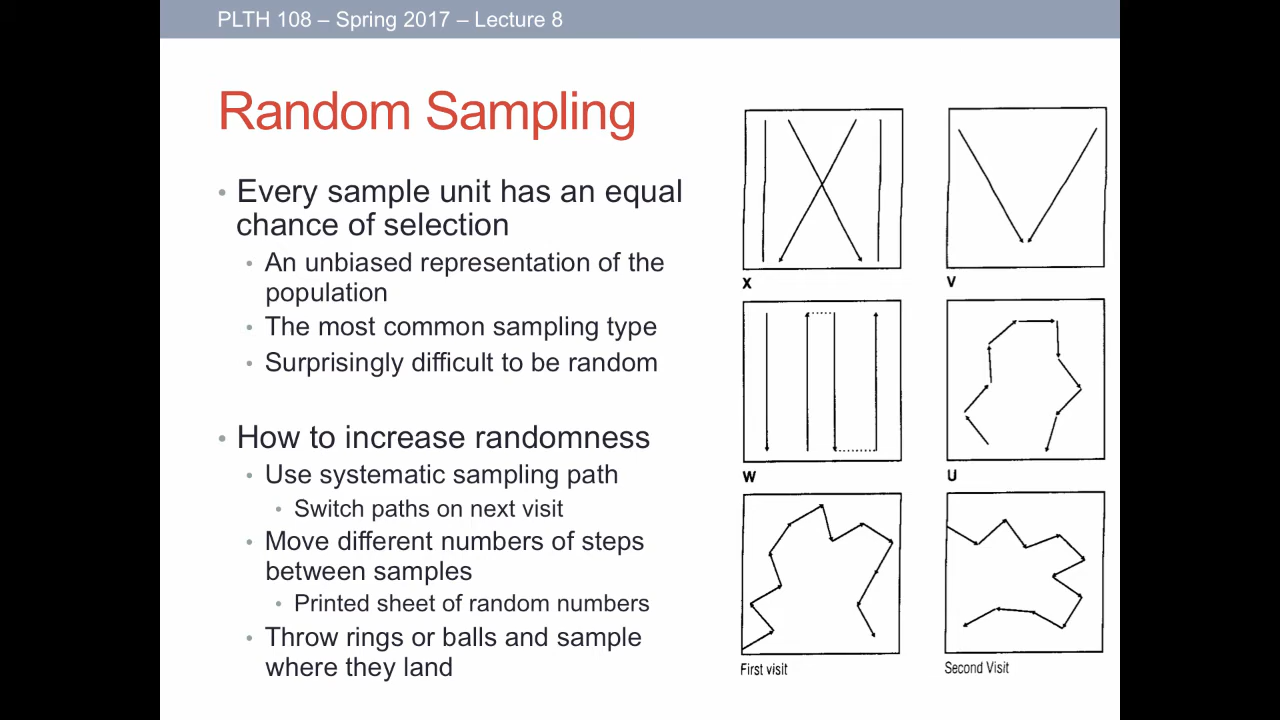 PLTH 108 – Spring 2017 – Lecture 8
Random Sampling
• Every sample unit has an equal
chance of selection
• An unbiased representation of the
population
• The most common sampling type
• Surprisingly difficult to be random
• How to increase randomness
• Use systematic sampling path
• Switch paths on next visit
• Move different numbers of steps
between samples
• Printed sheet of random numbers
• Throw rings or balls and sample
where they land
X
V
W
U
First visit
Second Visit